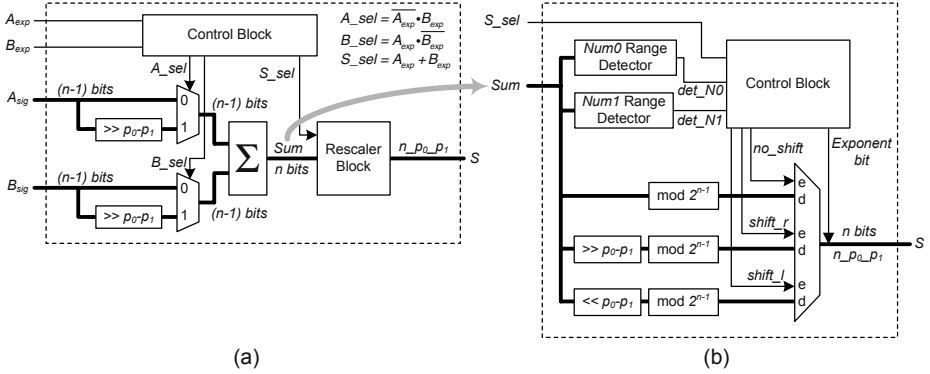 A_exp
B_exp
Control Block
A_sel = A_exp • B_exp
B_sel = A_exp • B_exp
S_sel = A_exp + B_exp
A_sel
S_sel
A_sig
(n-1) bits
0
1
>> p0-p1
(n-1) bits
B_sel
Σ
Sum
n bits
Rescaler
Block
n_p0_p1
S
B_sig
(n-1) bits
0
1
>> p0-p1
(n-1) bits
(a)
S_sel
Sum
Num0 Range
Detector
det_N0
Num1 Range
Detector
det_N1
Control Block
no_shift
Exponent
bit
mod 2^n-1
e
d
shift_r
>> p0-p1
mod 2^n-1
e
d
n bits
n_p0_p1
S
shift_l
<< p0-p1
mod 2^n-1
e
d
(b)